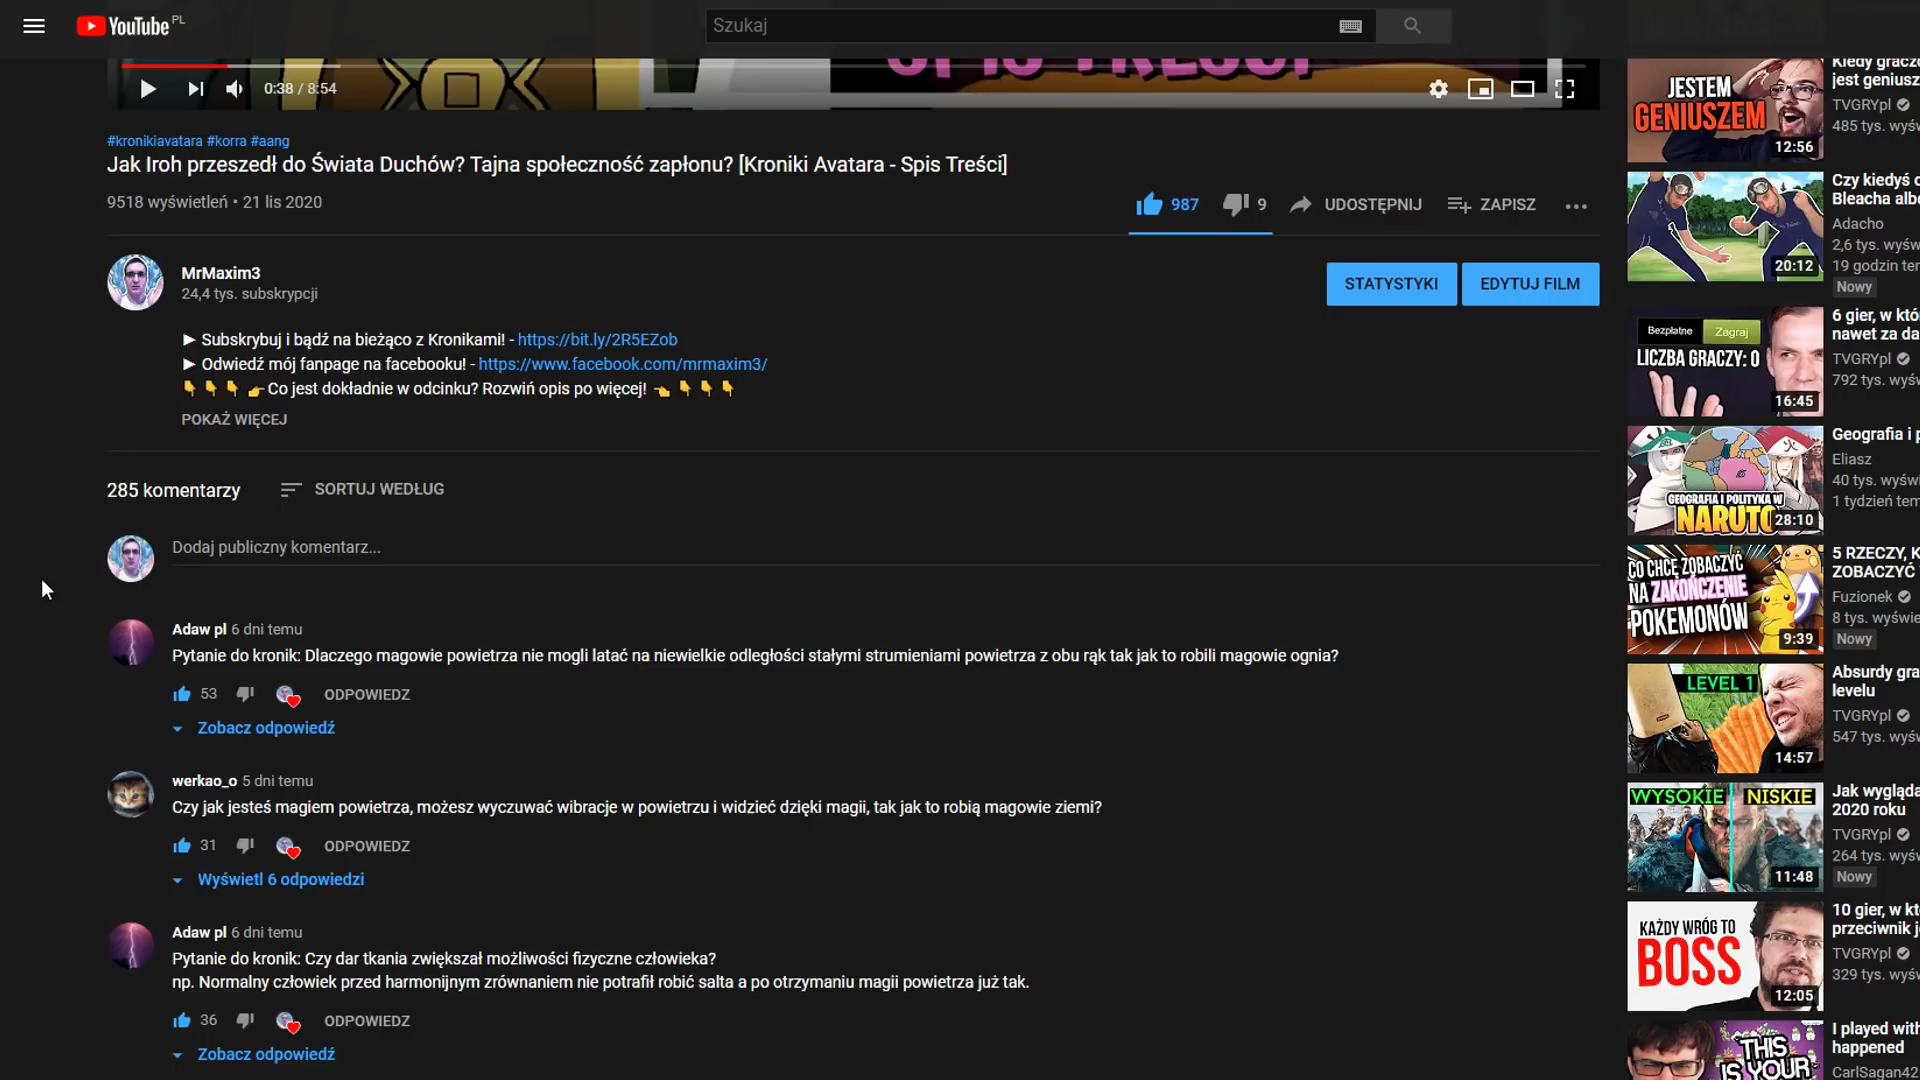 YouTube PL
Szukaj
SPIS TREŚCI
0:38 / 8:54
#kronikiavatara #korra #aang
Jak Iroh przeszedł do Świata Duchów? Tajna społeczność zapłonu? [Kroniki Avatara - Spis Treści]
9518 wyświetleń • 21 lis 2020
987
9
UDOSTĘPNIJ
ZAPISZ
MrMaxim3
24,4 tys. subskrypcji
STATYSTYKI
EDYTUJ FILM
► Subskrybuj i bądź na bieżąco z Kronikami! - https://bit.ly/2R5EZob
► Odwiedź mój fanpage na facebooku! - https://www.facebook.com/mrmaxim3/
👇 👇 👇 👉 Co jest dokładnie w odcinku? Rozwiń opis po więcej! 👈 👇 👇 👇
POKAŻ WIĘCEJ
285 komentarzy
SORTUJ WEDŁUG
Dodaj publiczny komentarz...
Adaw pl 6 dni temu
Pytanie do kronik: Dlaczego magowie powietrza nie mogli latać na niewielkie odległości stałymi strumieniami powietrza z obu rąk tak jak to robili magowie ognia?
53
ODPOWIEDZ
Zobacz odpowiedź
werkao_o 5 dni temu
Czy jak jesteś magiem powietrza, możesz wyczuwać wibracje w powietrzu i widzieć dzięki magii, tak jak to robią magowie ziemi?
31
ODPOWIEDZ
Wyświetl 6 odpowiedzi
Adaw pl 6 dni temu
Pytanie do kronik: Czy dar tkania zwiększał możliwości fizyczne człowieka?
np. Normalny człowiek przed harmonijnym zrównaniem nie potrafił robić salta a po otrzymaniu magii powietrza już tak.
36
ODPOWIEDZ
Zobacz odpowiedź
JESTEM
GENIUSZEM
12:56
Kiedy gracz
jest geniusz
TVGRYpl
485 tys. wyśw
20:12
Czy kiedyś
Bleacha alb
Adacho
2,6 tys. wyśw
19 godzin te
Nowy
Bezpłatne
Zagraj
LICZBA GRACZY: 0
16:45
6 gier, w któ
nawet za da
TVGRYpl
792 tys. wyśw
GEOGRAFIA I POLITYKA W
NARUTO
28:10
Geografia i p
Eliasz
40 tys. wyśw
1 tydzień tem
CO CHCĘ ZOBACZYĆ
NA ZAKOŃCZENIE
POKEMONÓW
9:39
5 RZECZY, K
ZOBACZYĆ
Fuzionek
8 tys. wyśw
Nowy
LEVEL 1
14:57
Absurdy gra
levelu
TVGRYpl
547 tys. wyśw
WYSOKIE NISKIE
11:48
Jak wygląda
2020 roku
TVGRYpl
264 tys. wyśw
Nowy
KAŻDY WRÓG TO
BOSS
12:05
10 gier, w kt
przeciwnik j
TVGRYpl
329 tys. wyśw
THIS
IS YOUR
I played with
happened
CarlSagan42